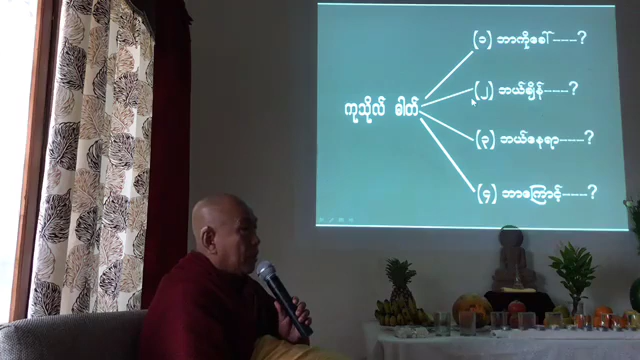 (၁) ဘာကိုခေါ်-----?
(၂) ဘယ်ချိန်-----?
ကုသိုလ် ဓါတ်
(၃) ဘယ်နေရာ-----?
(၄) ဘာကြောင့်-----?